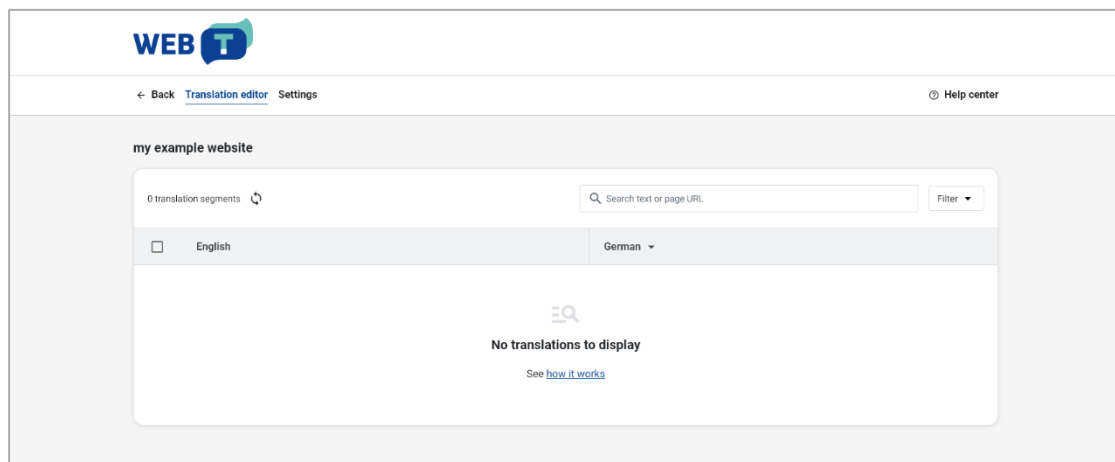 WEB T
Back Translation editor Settings Help center
my example website
0 translation segments Search text or page URL Filter
English German
No translations to display
See how it works